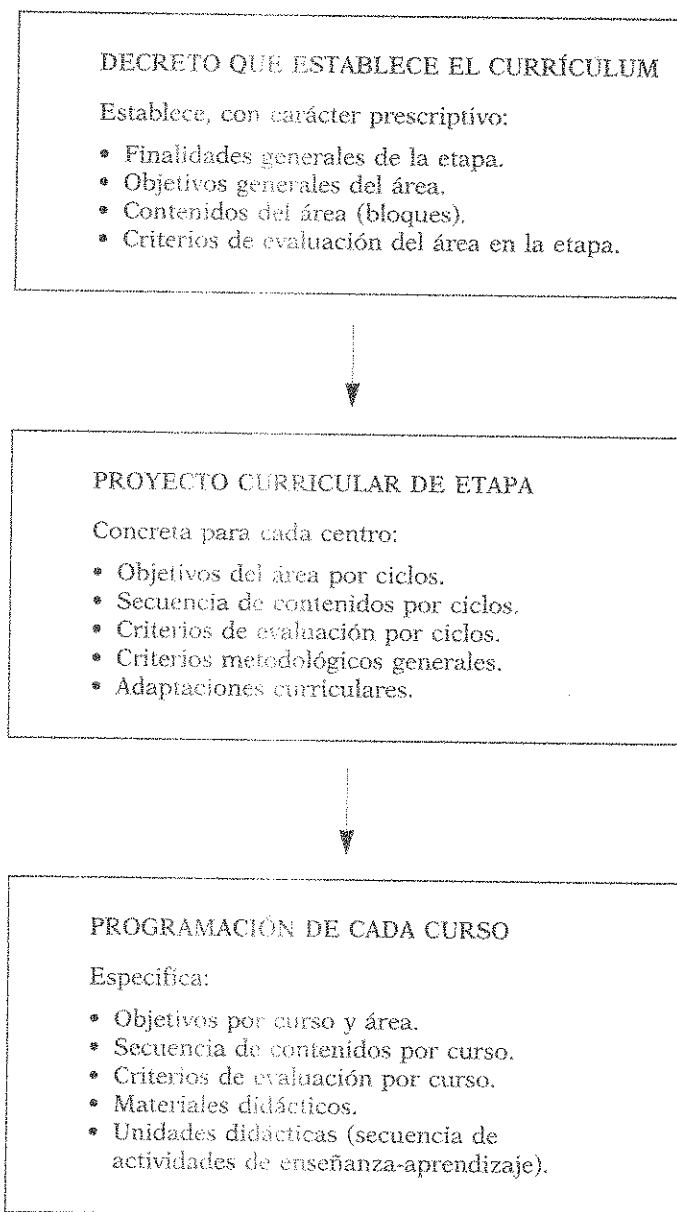 DECRETO QUE ESTABLECE EL CURRÍCULUM
Establece, con carácter prescriptivo:
• Finalidades generales de la etapa.
• Objetivos generales del área.
• Contenidos del área (bloques).
• Criterios de evaluación del área en la etapa.
PROYECTO CURRICULAR DE ETAPA
Concreta para cada centro:
• Objetivos del área por ciclos.
• Secuencia de contenidos por ciclos.
• Criterios de evaluación por ciclos.
• Criterios metodológicos generales.
• Adaptaciones curriculares.
PROGRAMACIÓN DE CADA CURSO
Especifica:
• Objetivos por curso y área.
• Secuencia de contenidos por curso.
• Criterios de evaluación por curso.
• Materiales didácticos.
• Unidades didácticas (secuencia de
actividades de enseñanza-aprendizaje).